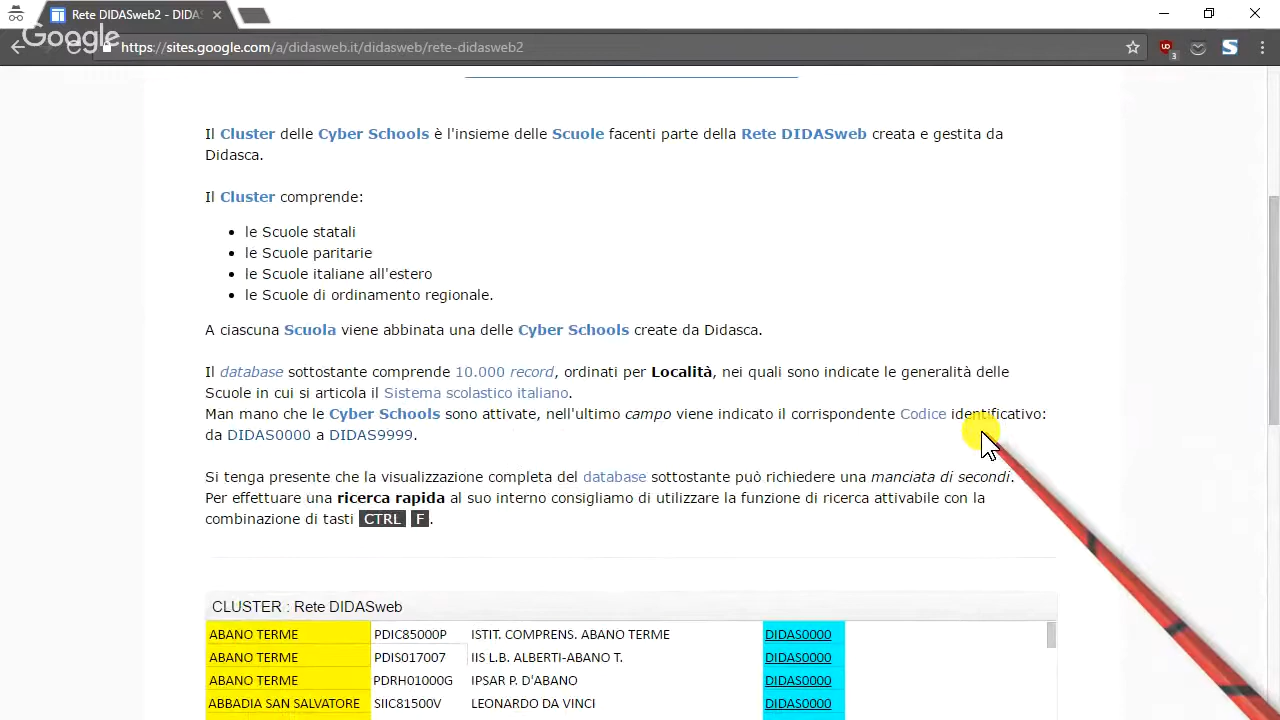 Rete DIDASweb2 - DIDAS
Google
https://sites.google.com/a/didasweb.it/didasweb/rete-didasweb2
3
Il Cluster delle Cyber Schools è l'insieme delle Scuole facenti parte della Rete DIDASweb creata e gestita da
Didasca.
Il Cluster comprende:
le Scuole statali
le Scuole paritarie
le Scuole italiane all'estero
le Scuole di ordinamento regionale.
A ciascuna Scuola viene abbinata una delle Cyber Schools create da Didasca.
Il database sottostante comprende 10.000 record, ordinati per Località, nei quali sono indicate le generalità delle
Scuole in cui si articola il Sistema scolastico italiano.
Man mano che le Cyber Schools sono attivate, nell'ultimo campo viene indicato il corrispondente Codice identificativo:
da DIDAS0000 a DIDAS9999.
Si tenga presente che la visualizzazione completa del database sottostante può richiedere una manciata di secondi.
Per effettuare una ricerca rapida al suo interno consigliamo di utilizzare la funzione di ricerca attivabile con la
combinazione di tasti CTRL F.
CLUSTER : Rete DIDASweb
ABANO TERME PDIC85000P ISTIT. COMPRENS. ABANO TERME DIDAS0000
ABANO TERME PDIS017007 IIS L.B. ALBERTI-ABANO T. DIDAS0000
ABANO TERME PDRH01000G IPSAR P. D'ABANO DIDAS0000
ABBADIA SAN SALVATORE SIIC81500V LEONARDO DA VINCI DIDAS0000